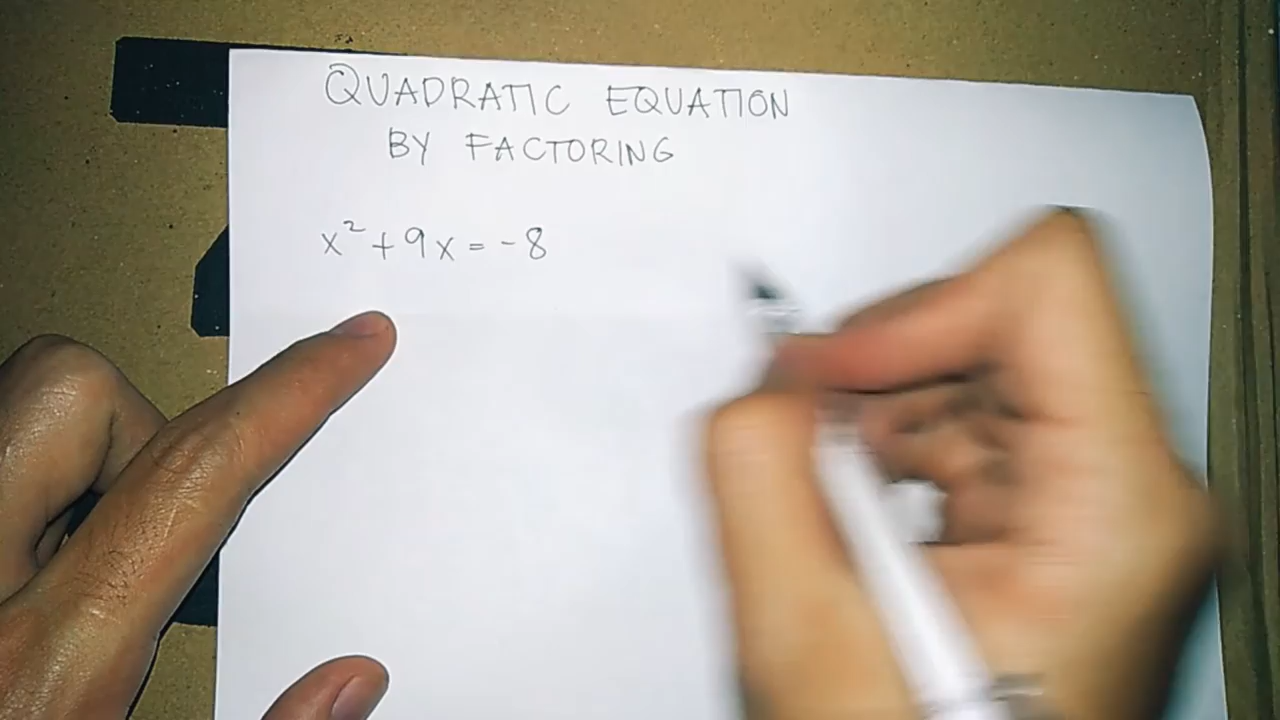 QUADRATIC EQUATION
BY FACTORING
x² + 9x = -8